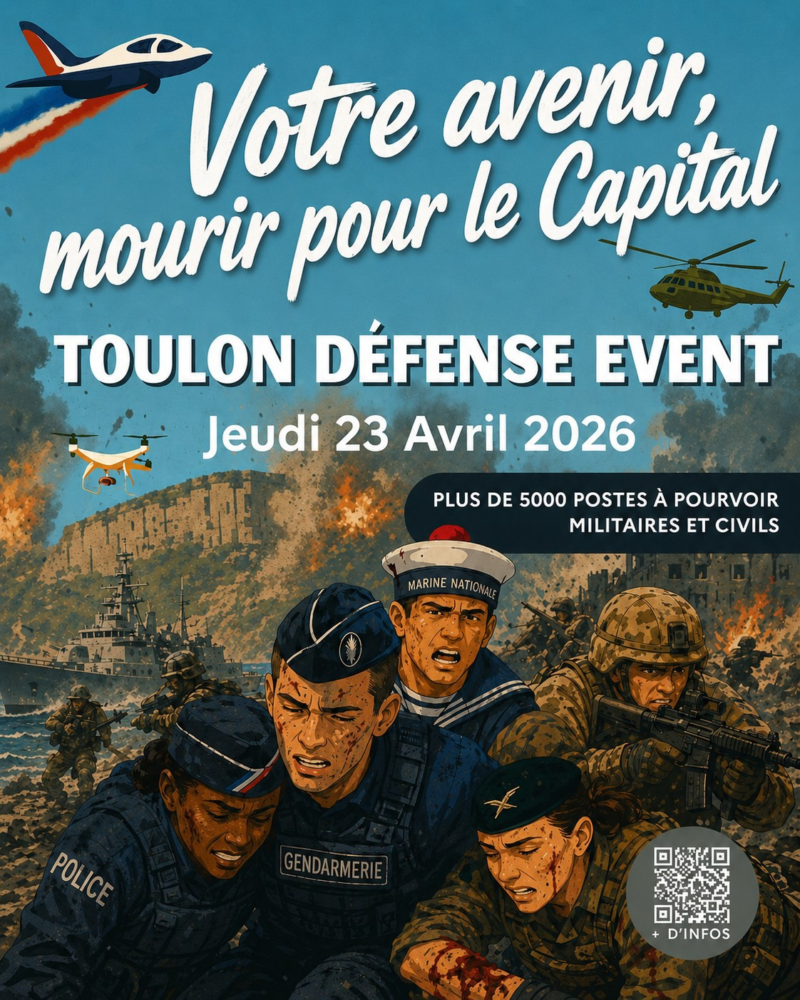 Votre avenir,
mourir pour le Capital
TOULON DÉFENSE EVENT
Jeudi 23 Avril 2026
PLUS DE 5000 POSTES À POURVOIR
MILITAIRES ET CIVILS
MARINE NATIONALE
POLICE
GENDARMERIE
+ D'INFOS